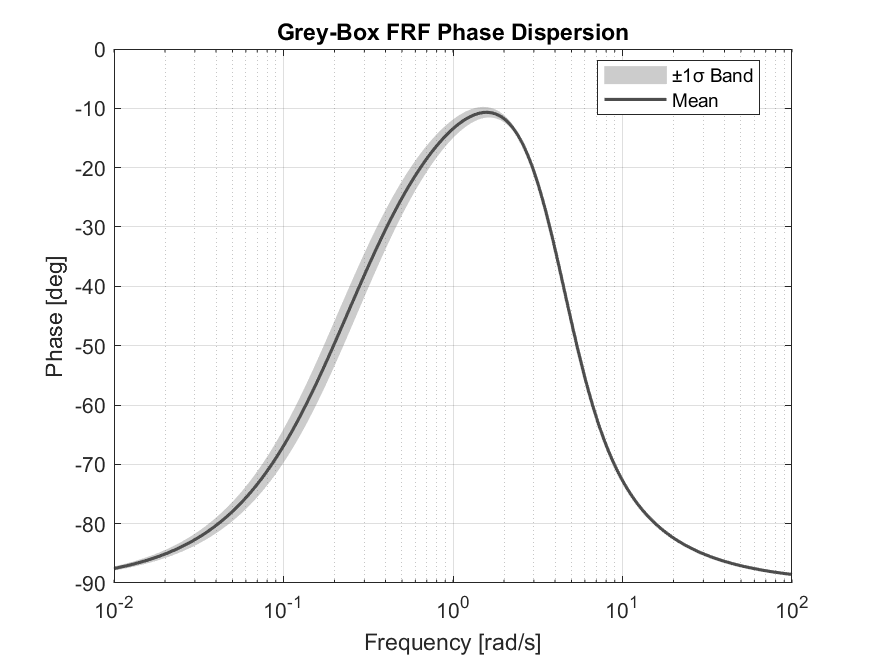 Grey-Box FRF Phase Dispersion
±1σ Band
Mean
0
-10
-20
-30
-40
-50
-60
-70
-80
-90
Phase [deg]
10^-2 10^-1 10^0 10^1 10^2
Frequency [rad/s]